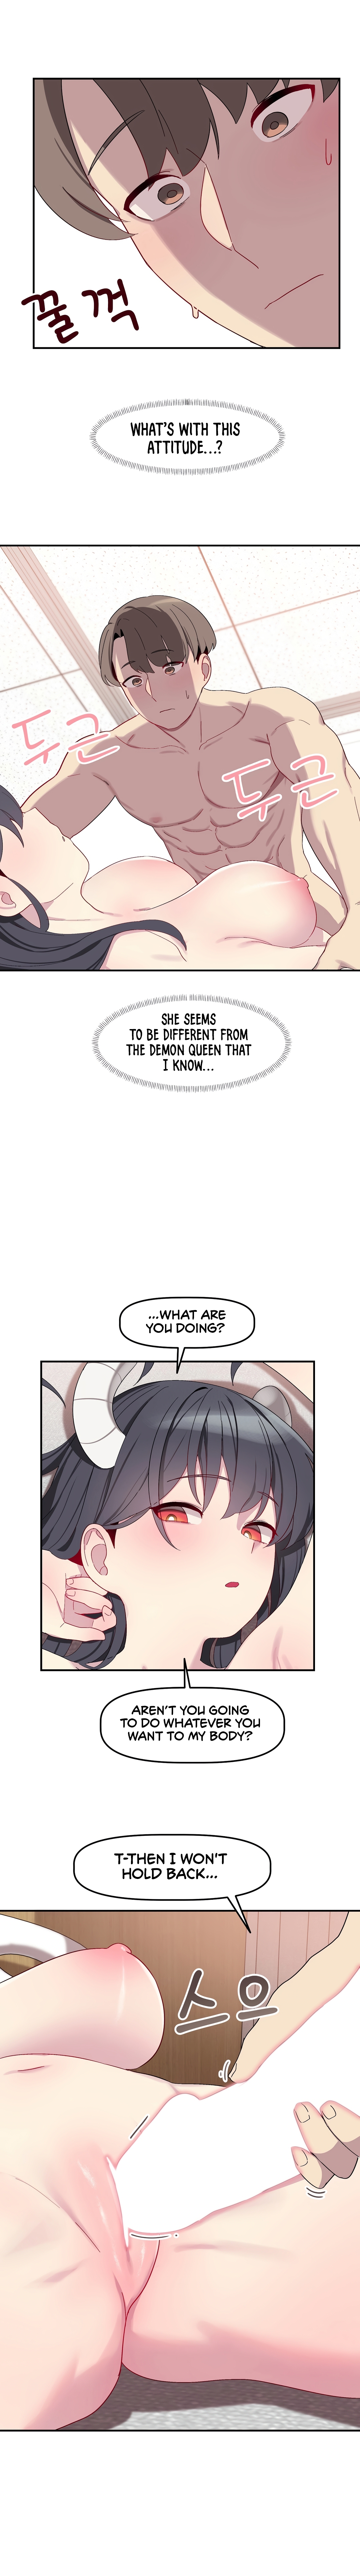 꿀꺽
WHAT'S WITH THIS
ATTITUDE...?
두근
두근
SHE SEEMS
TO BE DIFFERENT FROM
THE DEMON QUEEN THAT
I KNOW...
...WHAT ARE
YOU DOING?
AREN'T YOU GOING
TO DO WHATEVER YOU
WANT TO MY BODY?
T-THEN I WON'T
HOLD BACK...
스으